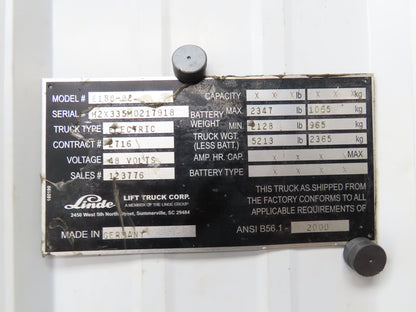 MODEL #
SERIAL H2X335M0217918
TRUCK TYPE ELECTRIC
CONTRACT # 2716
VOLTAGE 48 VOLTS
SALES # 123776
CAPACITY X X X lb X X X kg
BATTERY WEIGHT MAX 2347 lb 1065 kg
MIN 2128 lb 965 kg
TRUCK WGT. (LESS BATT.) 5213 lb 2365 kg
AMP. HR. CAP. X X X X MAX
BATTERY TYPE X X X X X
Linde LIFT TRUCK CORP.
A MEMBER OF THE LINDE GROUP
2450 West 5th North Street, Summerville, SC 29484
MADE IN GERMANY
THIS TRUCK AS SHIPPED FROM
THE FACTORY CONFORMS TO ALL
APPLICABLE REQUIREMENTS OF
ANSI B56.1 - 2000